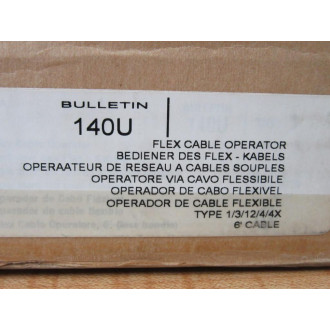 BULLETIN
140U
FLEX CABLE OPERATOR
BEDIENER DES FLEX - KABELS
OPERAATEUR DE RESEAU A CABLES SOUPLES
OPERATORE VIA CAVO FLESSIBILE
OPERADOR DE CABO FLEXIVEL
OPERADOR DE CABLE FLEXIBLE
TYPE 1/3/12/4/4X
6' CABLE